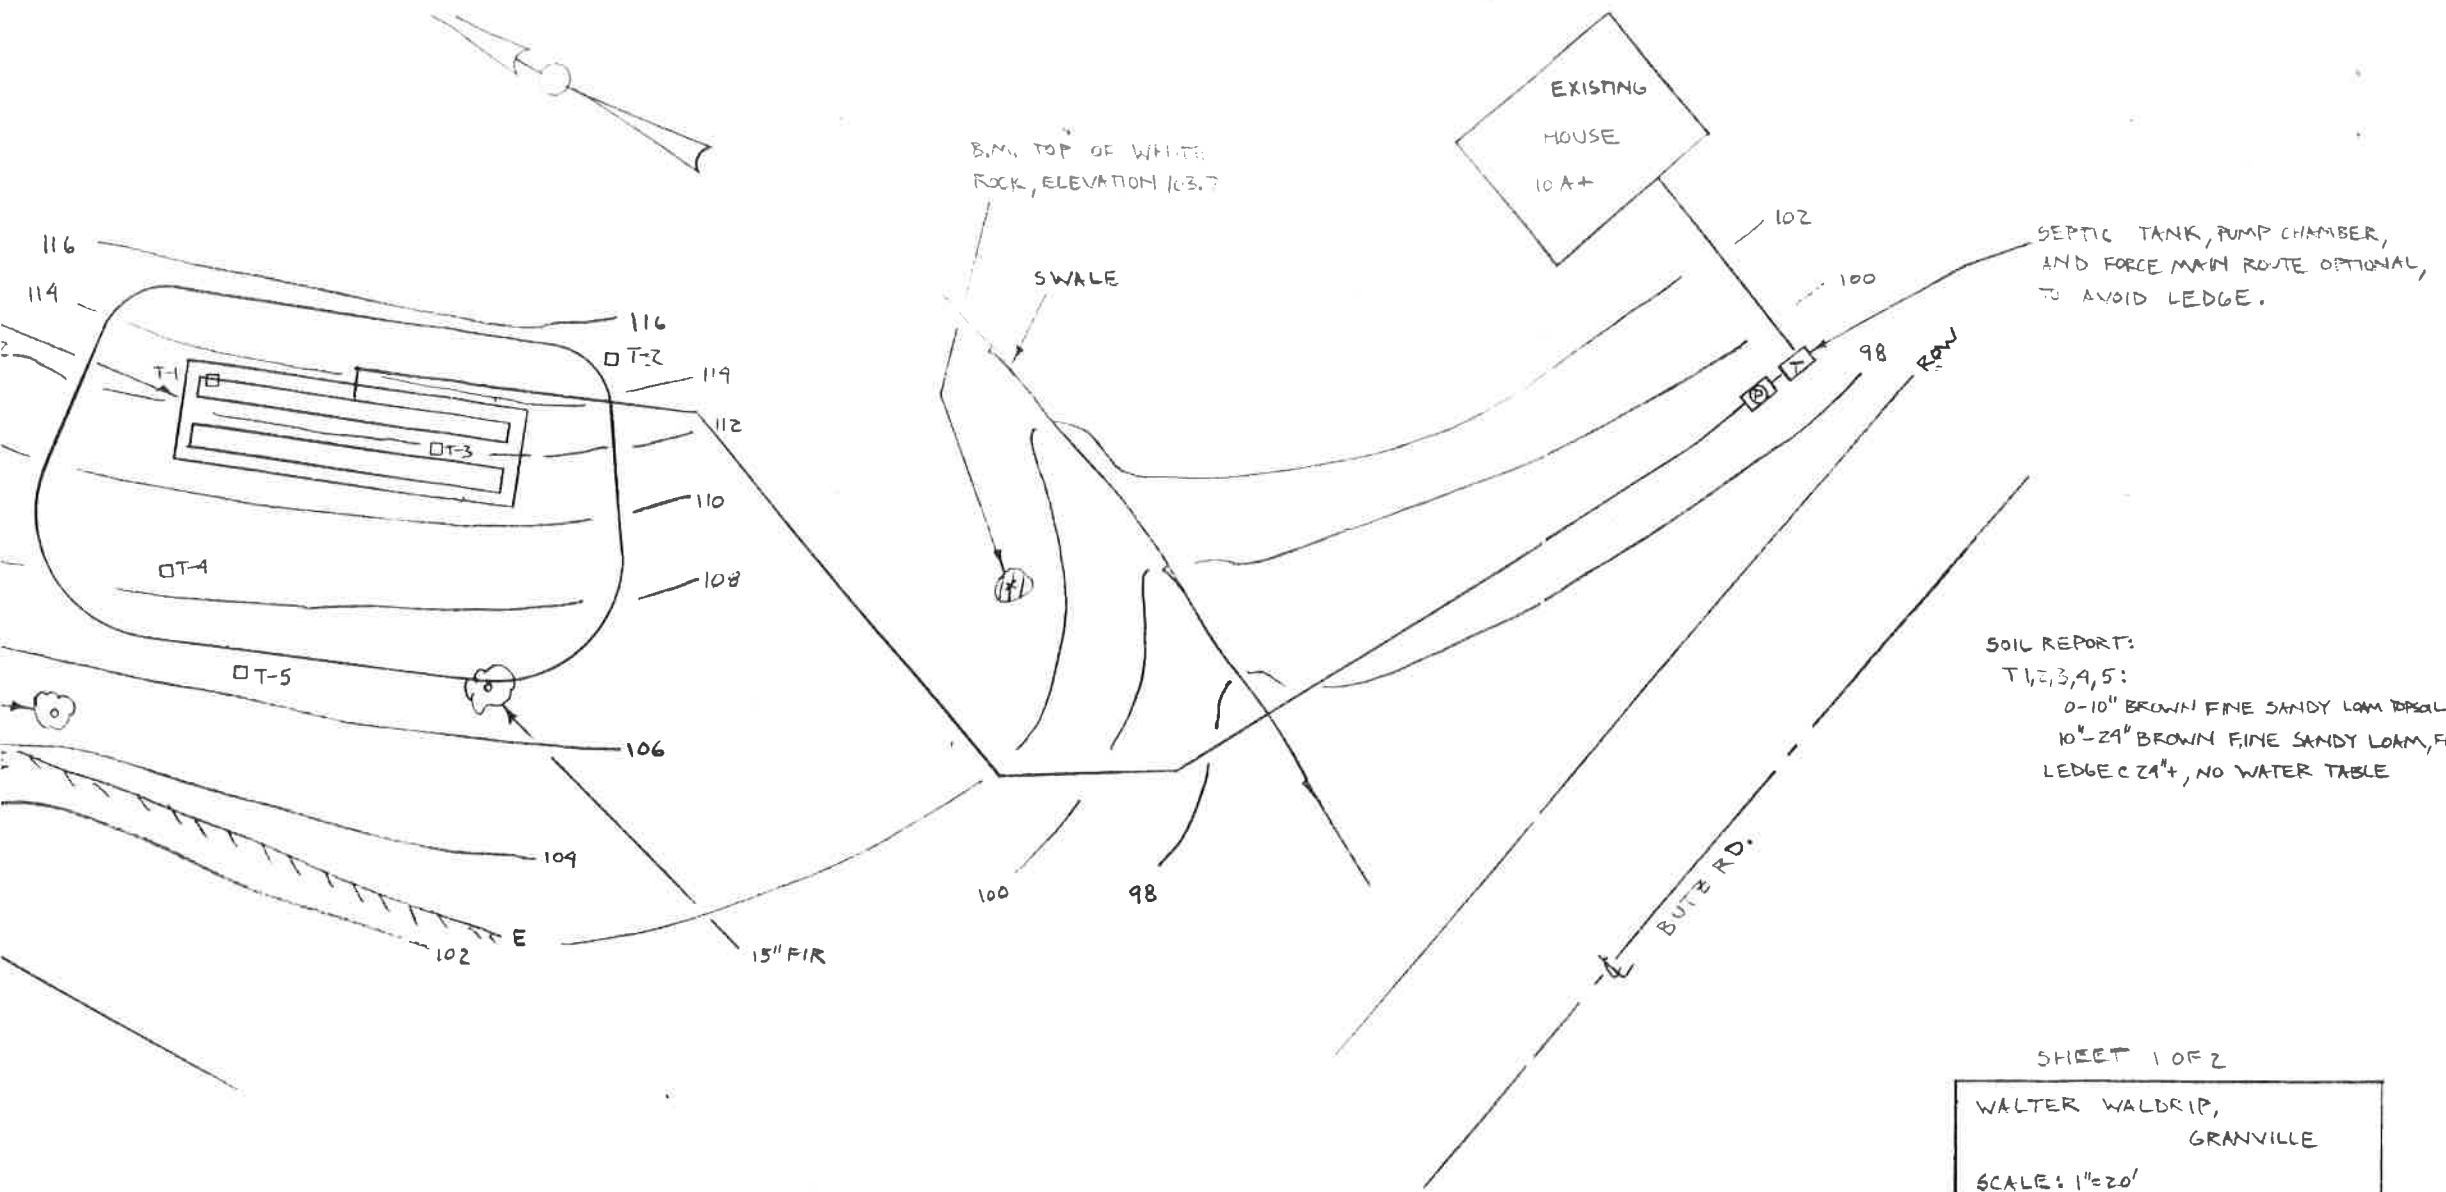 EXISTING
HOUSE
10 A+
B.M. TOP OF WHITE
ROCK, ELEVATION 103.7
SWALE
102
100
SEPTIC TANK, PUMP CHAMBER,
AND FORCE MAIN ROUTE OPTIONAL,
TO AVOID LEDGE.
98
ROW
116
114
116
T-2
114
T-1
112
T-3
110
T-4
108
T-5
106
104
102
E
15" FIR
100
98
P
BUTZ RD.
SOIL REPORT:
T 1,2,3,4,5:
0-10" BROWN FINE SANDY LOAM TOPSOIL
10"-24" BROWN FINE SANDY LOAM,
LEDGE @ 24"+, NO WATER TABLE
SHEET 1 OF 2
WALTER WALDRIP,
GRANVILLE
SCALE: 1"=20'